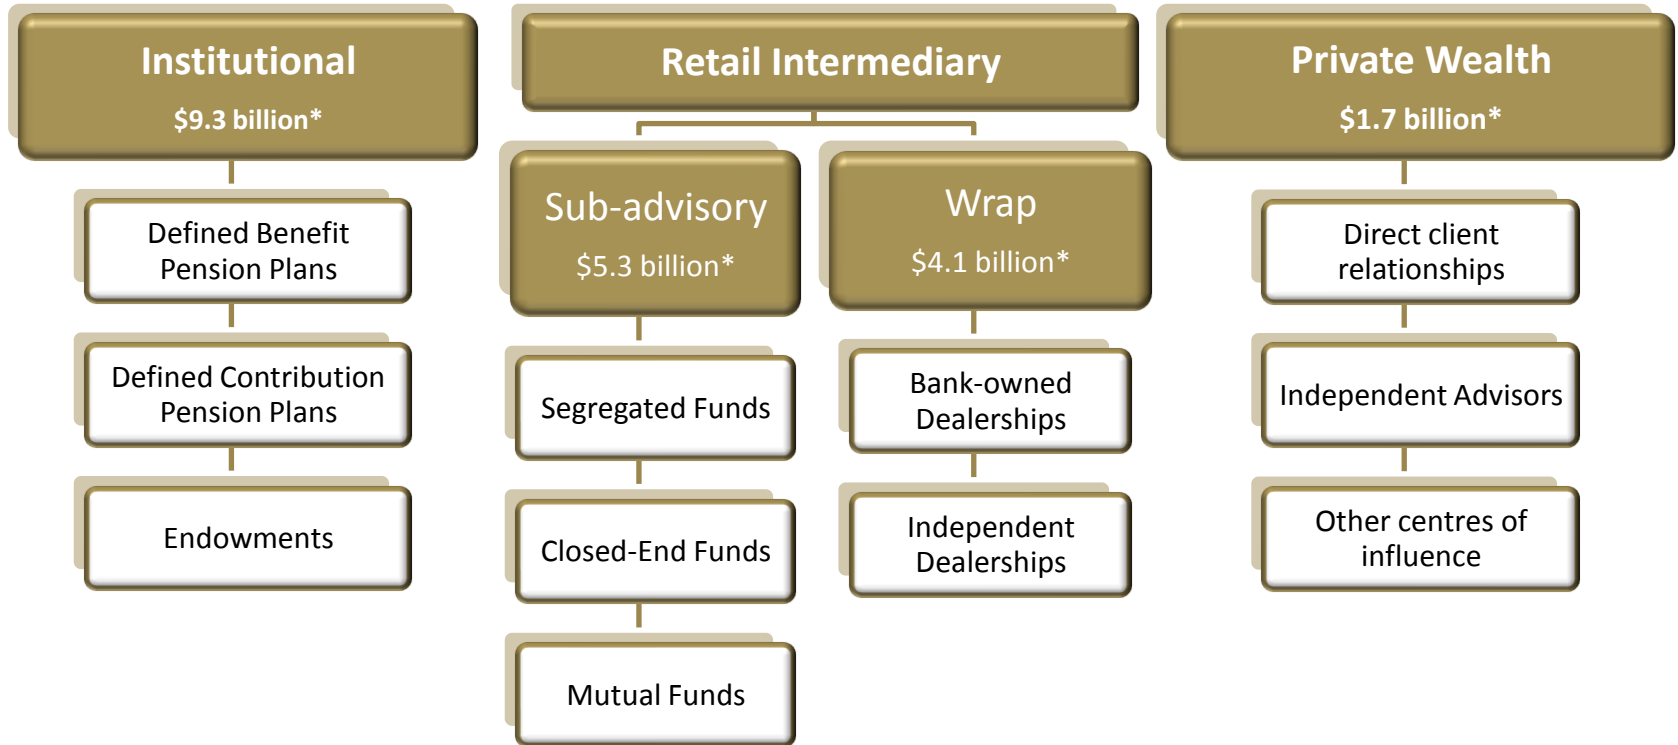 Institutional
$9.3 billion*
Defined Benefit
Pension Plans
Defined Contribution
Pension Plans
Endowments
Retail Intermediary
Sub-advisory
$5.3 billion*
Segregated Funds
Closed-End Funds
Mutual Funds
Wrap
$4.1 billion*
Bank-owned
Dealerships
Independent
Dealerships
Private Wealth
$1.7 billion*
Direct client
relationships
Independent Advisors
Other centres of
influence